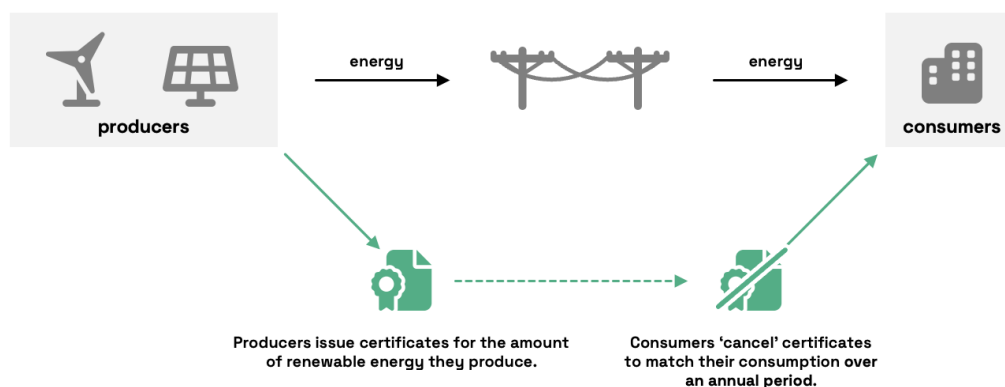 energy
energy
producers
consumers
Producers issue certificates for the amount
of renewable energy they produce.
Consumers ‘cancel’ certificates
to match their consumption over
an annual period.